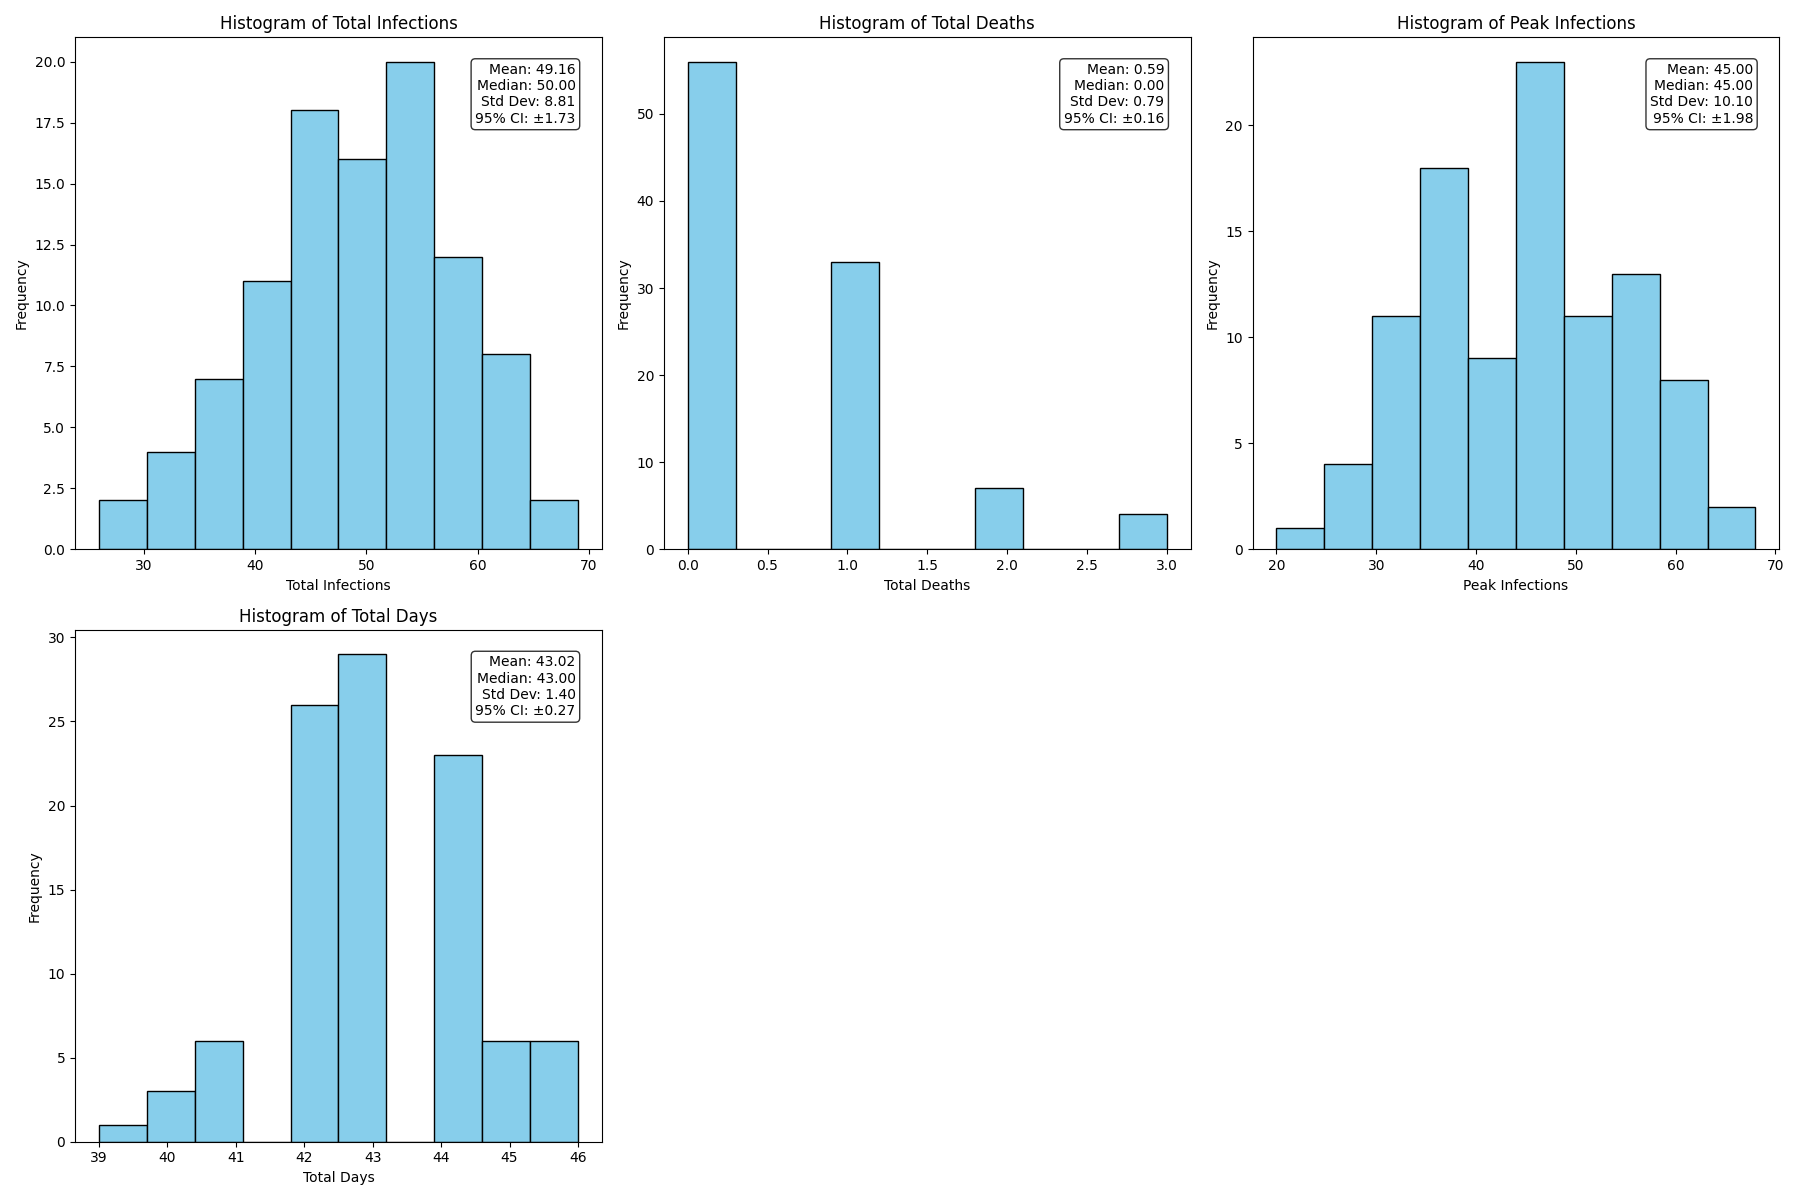 Histogram of Total Infections
20.0
17.5
15.0
12.5
10.0
7.5
5.0
2.5
0.0
Frequency
Mean: 49.16
Median: 50.00
Std Dev: 8.81
95% CI: ±1.73
30 40 50 60 70
Total Infections
Histogram of Total Deaths
50
40
30
20
10
0
Frequency
Mean: 0.59
Median: 0.00
Std Dev: 0.79
95% CI: ±0.16
0.0 0.5 1.0 1.5 2.0 2.5 3.0
Total Deaths
Histogram of Peak Infections
20
15
10
5
0
Frequency
Mean: 45.00
Median: 45.00
Std Dev: 10.10
95% CI: ±1.98
20 30 40 50 60 70
Peak Infections
Histogram of Total Days
30
25
20
15
10
5
0
Frequency
Mean: 43.02
Median: 43.00
Std Dev: 1.40
95% CI: ±0.27
39 40 41 42 43 44 45 46
Total Days